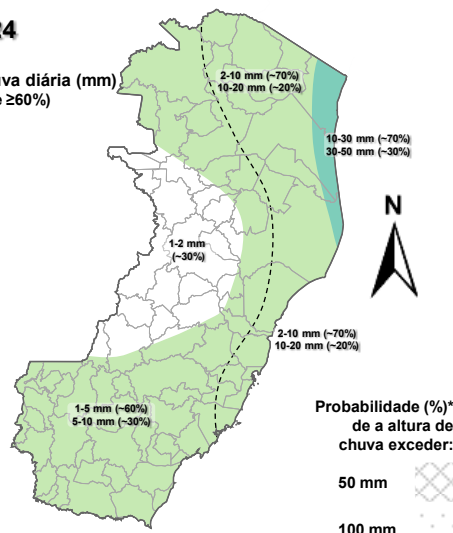 24
uva diária (mm)
e ≥60%)
2-10 mm (~70%)
10-20 mm (~20%)
10-30 mm (~70%)
30-50 mm (~30%)
N
1-2 mm
(~30%)
2-10 mm (~70%)
10-20 mm (~20%)
1-5 mm (~60%)
5-10 mm (~30%)
Probabilidade (%)*
de a altura de
chuva exceder:
50 mm
100 mm